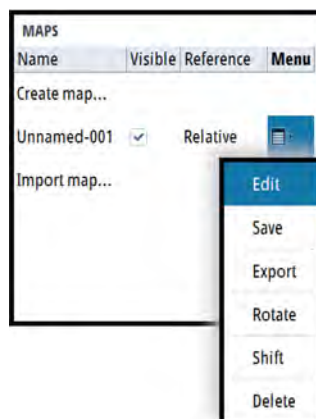 MAPS
Name Visible Reference Menu
Create map...
Unnamed-001 Relative
Import map...
Edit
Save
Export
Rotate
Shift
Delete